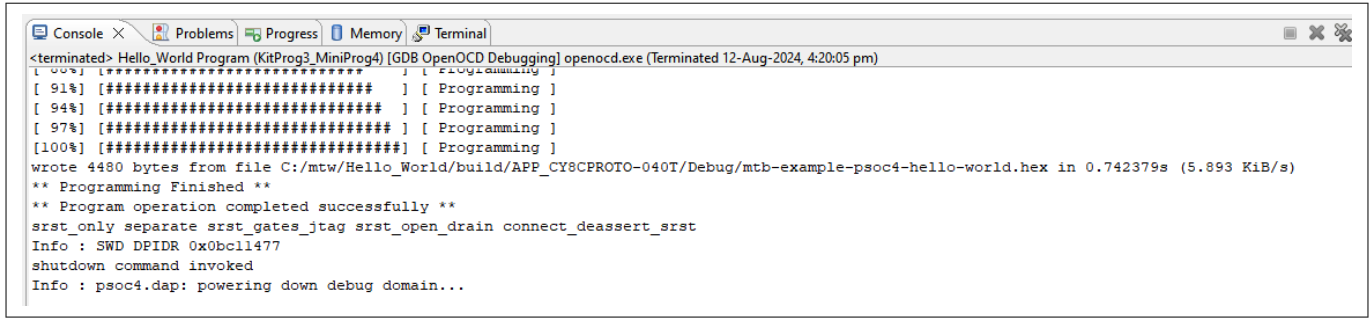 Console Problems Progress Memory Terminal
<terminated> Hello_World Program (KitProg3_MiniProg4) [GDB OpenOCD Debugging] openocd.exe (Terminated 12-Aug-2024, 4:20:05 pm)
[ 88%] [############################    ] [ Programming ]
[ 91%] [#############################   ] [ Programming ]
[ 94%] [##############################  ] [ Programming ]
[ 97%] [############################### ] [ Programming ]
[100%] [################################] [ Programming ]
wrote 4480 bytes from file C:/mtw/Hello_World/build/APP_CY8CPROTO-040T/Debug/mtb-example-psoc4-hello-world.hex in 0.742379s (5.893 KiB/s)
** Programming Finished **
** Program operation completed successfully **
srst_only separate srst_gates_jtag srst_open_drain connect_deassert_srst
Info : SWD DPIDR 0x0bc11477
shutdown command invoked
Info : psoc4.dap: powering down debug domain...